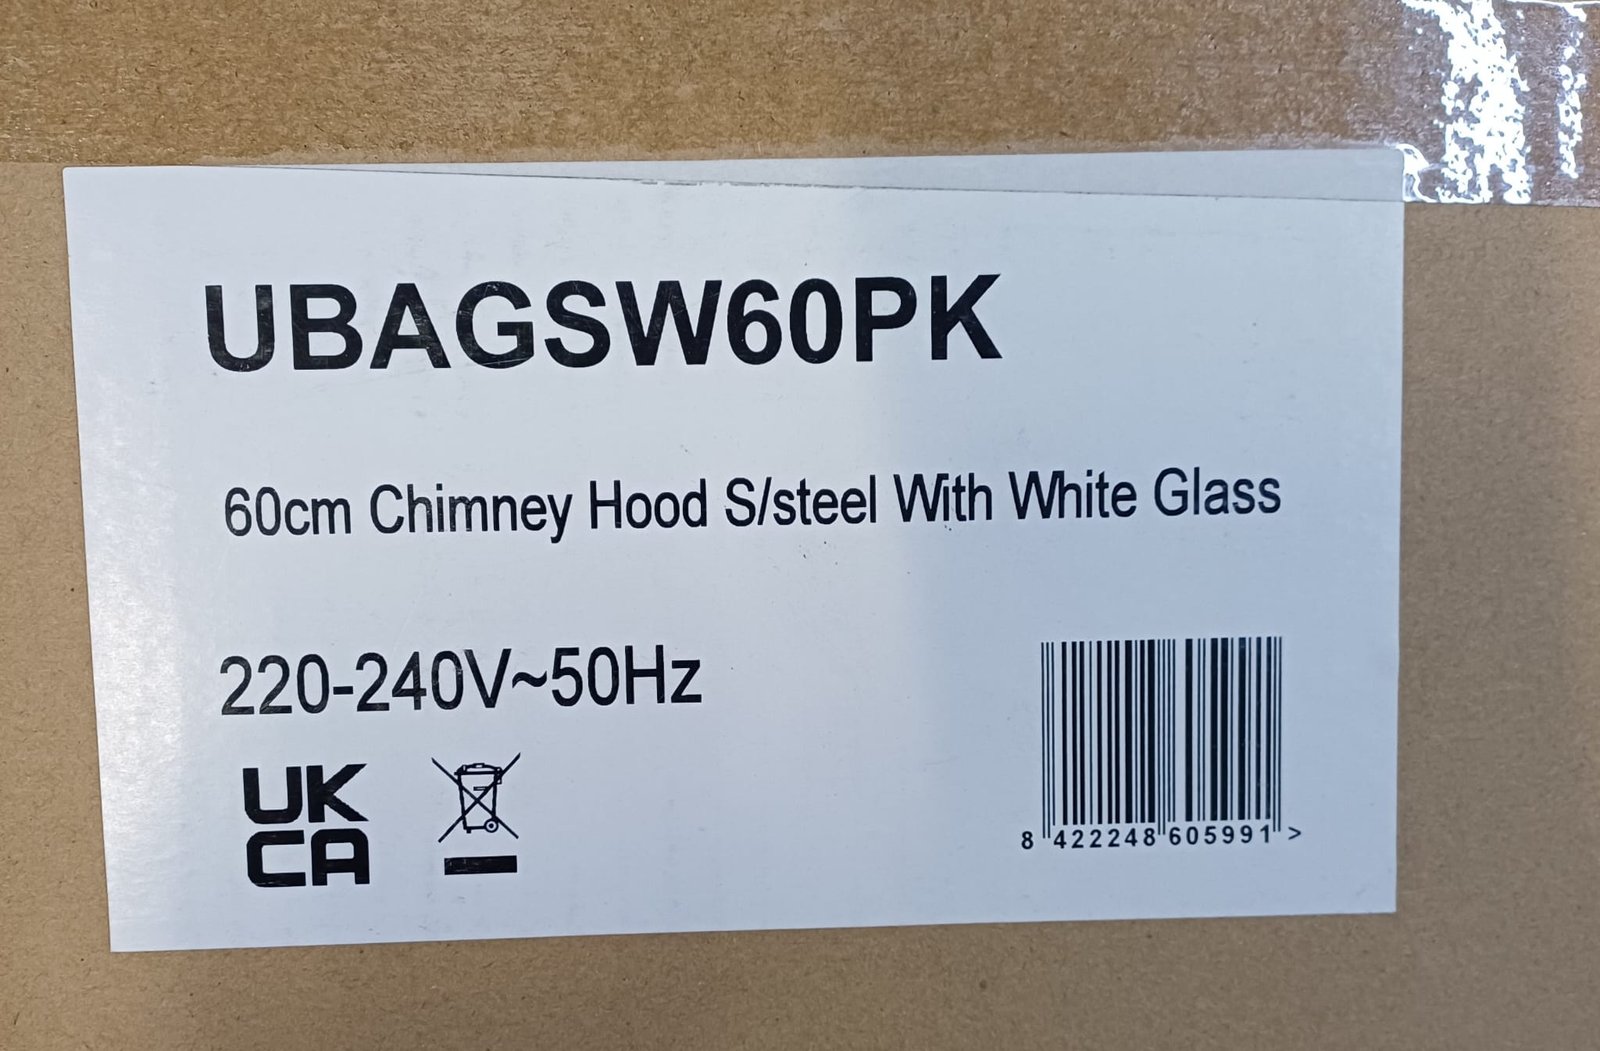 UBAGSW60PK
60cm Chimney Hood S/steel With White Glass
220-240V~50Hz
UK
CA
8 422248 605991 >